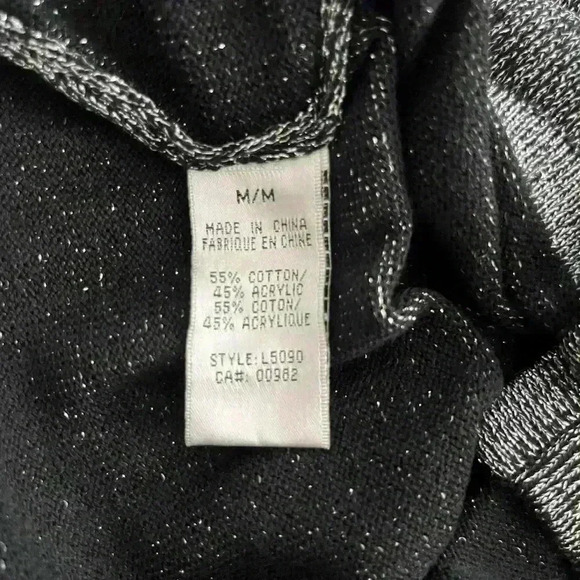 M/M
MADE IN CHINA
FABRIQUE EN CHINE
55% COTTON/
45% ACRYLIC
55% COTON/
45% ACRYLIQUE
STYLE: L5090
CA#: 00982